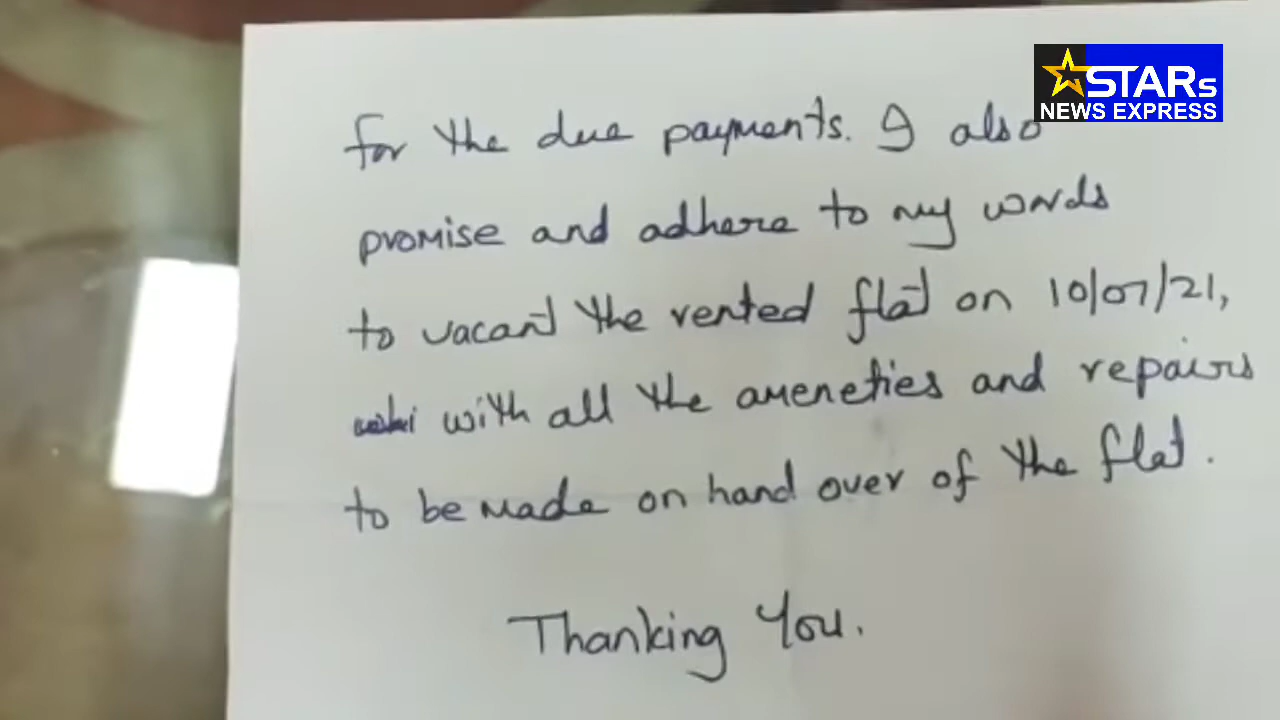 STARs
NEWS EXPRESS
for the due payments. I also
promise and adhere to my words
to vacant the rented flat on 10/07/21,
with all the ameneties and repairs
to be made on hand over of the flat.
Thanking You.